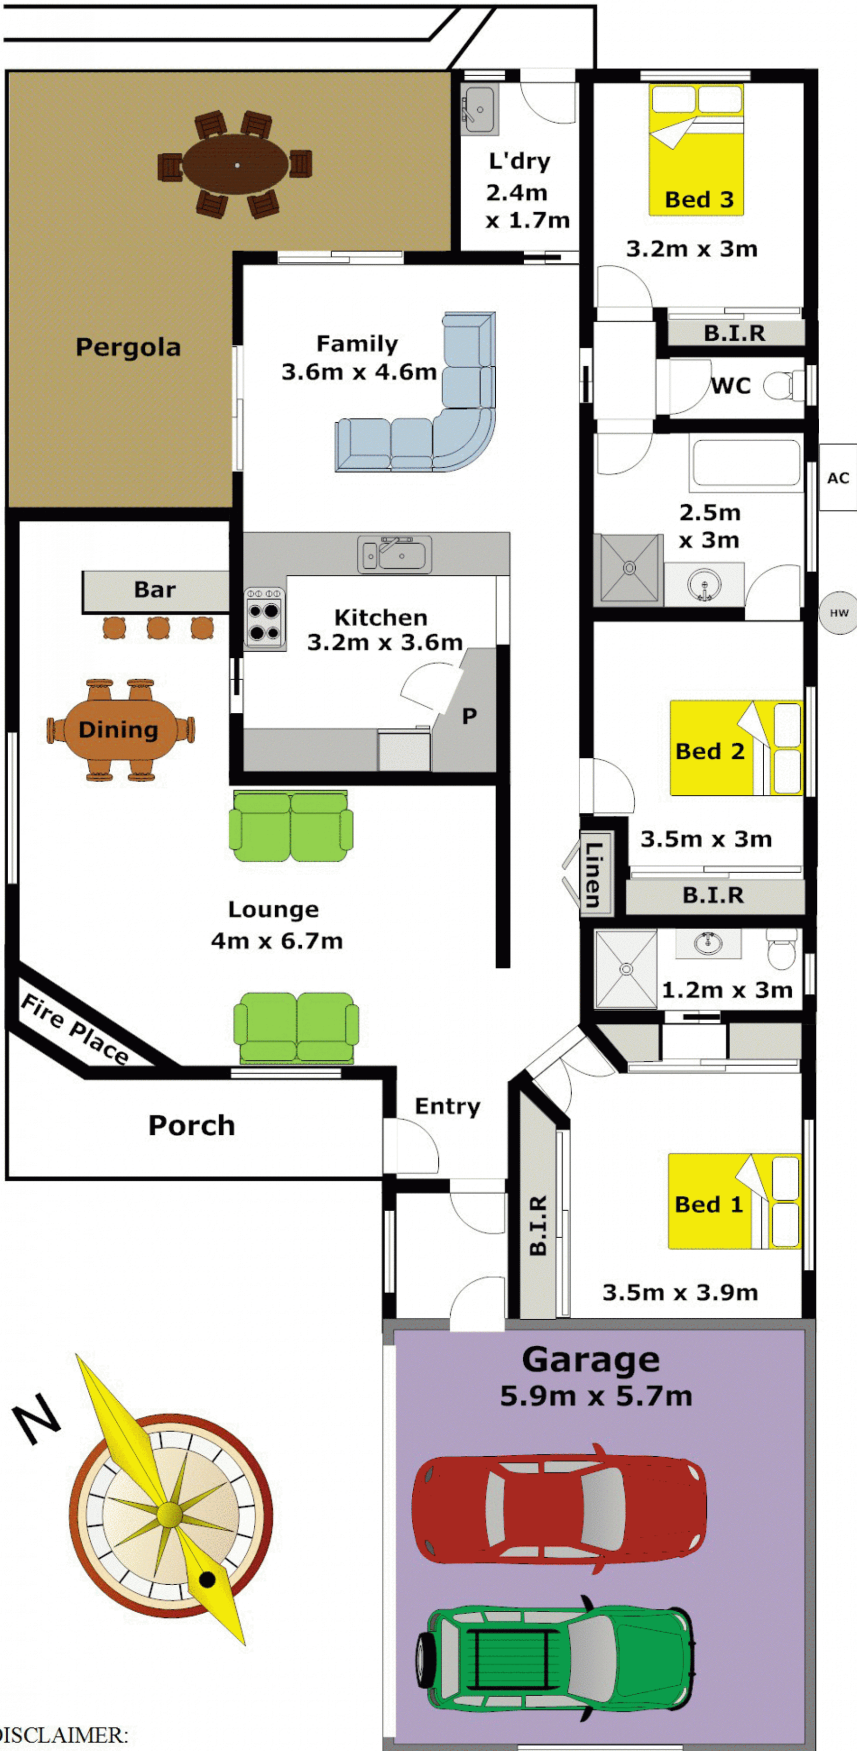 L'dry
2.4m
x 1.7m
Bed 3
3.2m x 3m
B.I.R
Pergola
Family
3.6m x 4.6m
WC
AC
2.5m
x 3m
HW
Bar
Kitchen
3.2m x 3.6m
P
Dining
Bed 2
3.5m x 3m
Linen
B.I.R
Lounge
4m x 6.7m
1.2m x 3m
Fire Place
Porch
Entry
B.I.R
Bed 1
3.5m x 3.9m
Garage
5.9m x 5.7m
N
DISCLAIMER: